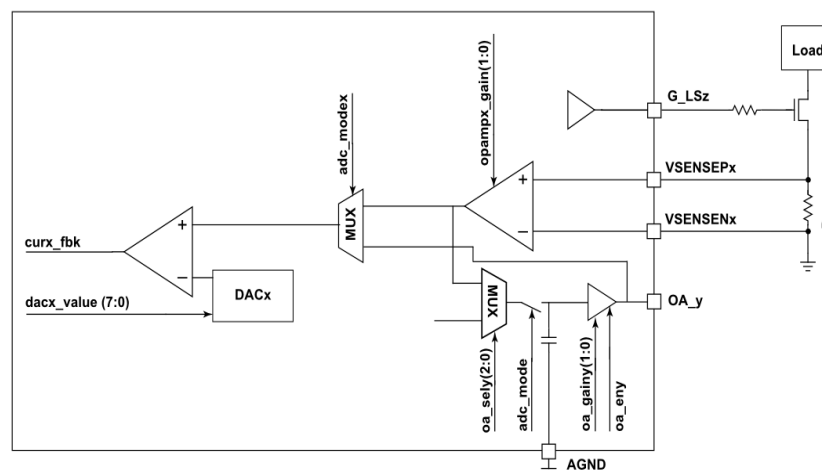 Load
G_LSz
opampx_gain(1:0)
adc_modex
VSENSEPx
+
MUX
+
curx_fbk
−
VSENSENx
−
DACx
dacx_value (7:0)
MUX
OA_y
oa_sely(2:0)
adc_mode
oa_gainy(1:0)
oa_eny
AGND